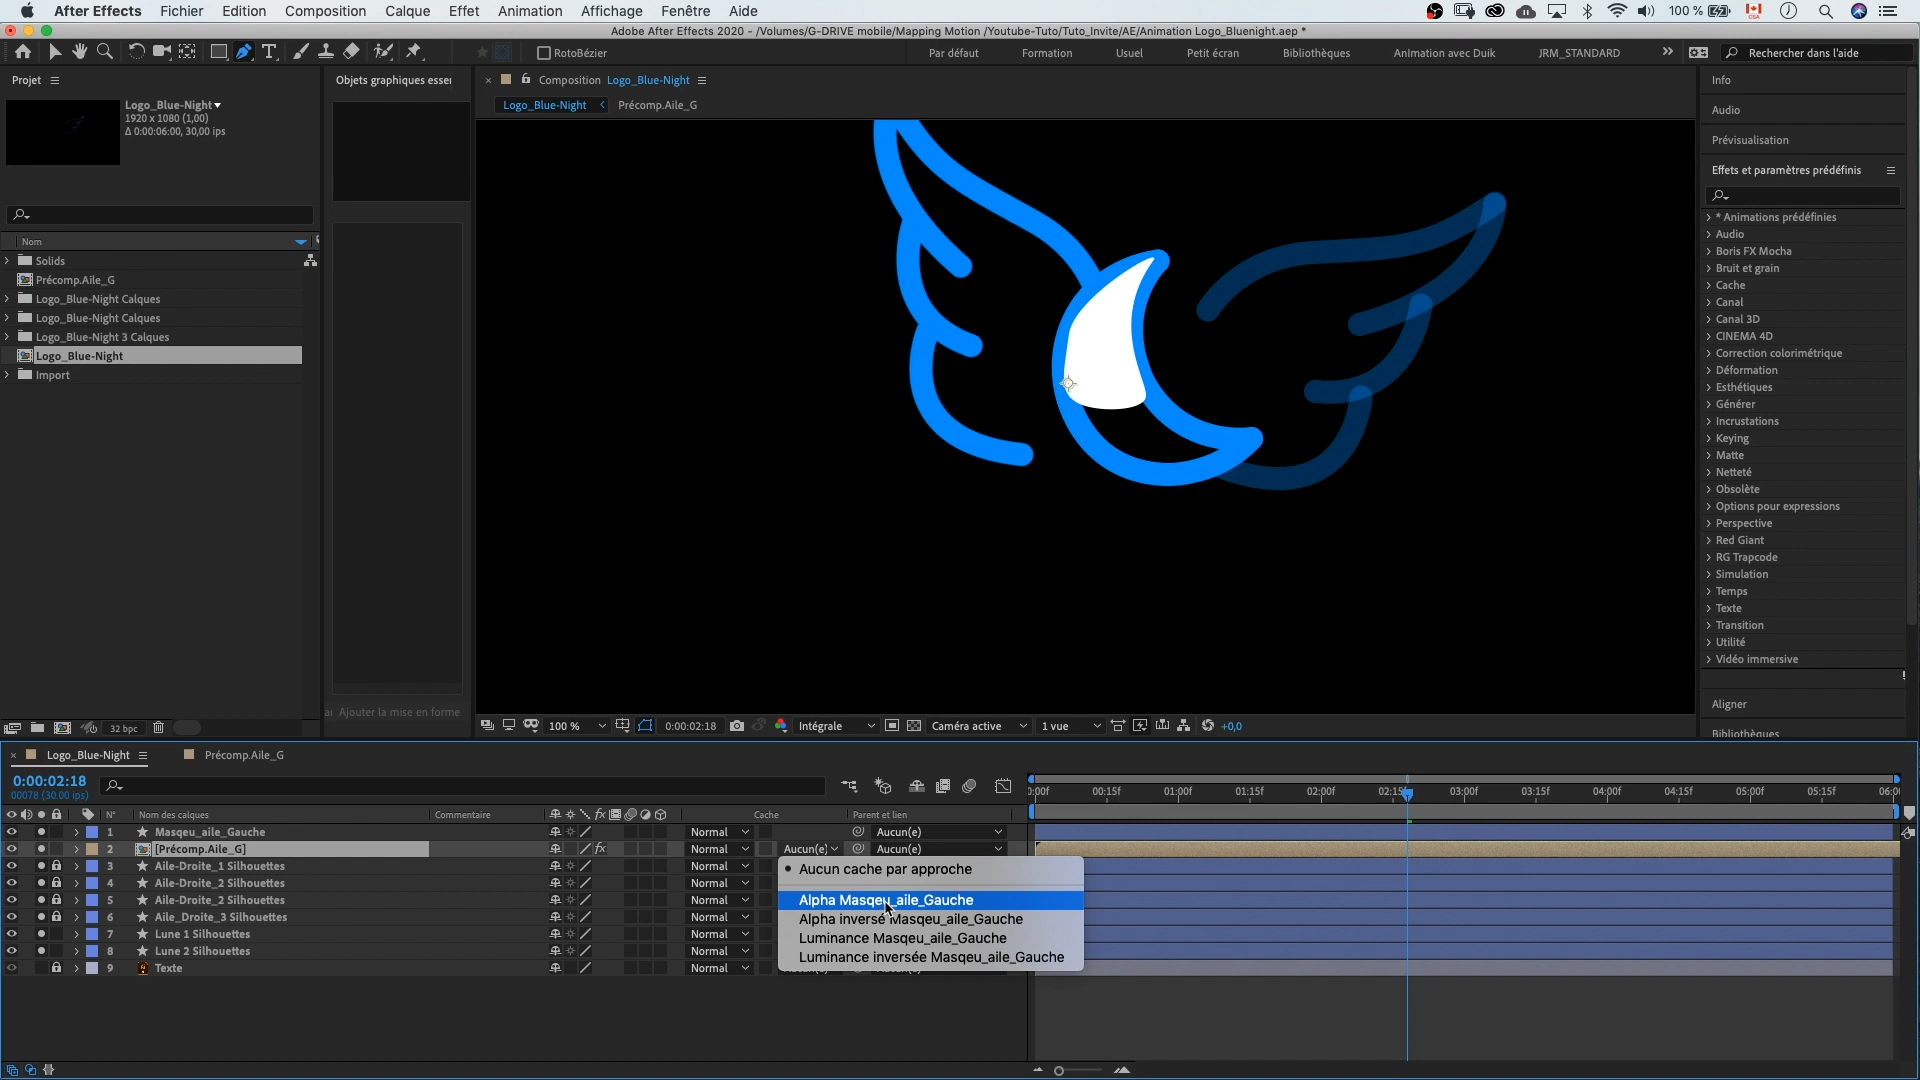 After Effects Fichier Edition Composition Calque Effet Animation Affichage Fenêtre Aide 100 %
Adobe After Effects 2020 - /Volumes/G-DRIVE mobile/Mapping Motion /Youtube-Tuto/Tuto_Invite/AE/Animation Logo_Bluenight.aep *
RotoBézier Par défaut Formation Usuel Petit écran Bibliothèques Animation avec Duik JRM_STANDARD Rechercher dans l'aide
Projet Objets graphiques esser Composition Logo_Blue-Night Info
Logo_Blue-Night
1920 x 1080 (1,00)
Δ 0:00:06:00, 30,00 ips
Logo_Blue-Night Précomp.Aile_G
Audio
Prévisualisation
Effets et paramètres prédéfinis
Nom
Solids
Précomp.Aile_G
Logo_Blue-Night Calques
Logo_Blue-Night Calques
Logo_Blue-Night 3 Calques
Logo_Blue-Night
Import
* Animations prédéfinies
Audio
Boris FX Mocha
Bruit et grain
Cache
Canal
Canal 3D
CINEMA 4D
Correction colorimétrique
Déformation
Esthétiques
Générer
Incrustations
Keying
Matte
Netteté
Obsolète
Options pour expressions
Perspective
Red Giant
RG Trapcode
Simulation
Temps
Texte
Transition
Utilité
Vidéo immersive
Aligner
Bibliothèques
Ajouter la mise en forme
32 bpc
100 % 0:00:02:18 Intégrale Caméra active 1 vue +0,0
Logo_Blue-Night Précomp.Aile_G
0:00:02:18
00078 (30.00 ips)
00:15f 01:00f 01:15f 02:00f 02:15f 03:00f 03:15f 04:00f 04:15f 05:00f 05:15f
N° Nom des calques Commentaire fx Cache Parent et lien
1 Masqeu_aile_Gauche Normal Aucun(e)
2 [Précomp.Aile_G] fx Normal Aucun(e) Aucun(e)
3 Aile-Droite_1 Silhouettes Normal
4 Aile-Droite_2 Silhouettes Normal
5 Aile-Droite_2 Silhouettes Normal
6 Aile_Droite_3 Silhouettes Normal
7 Lune 1 Silhouettes Normal
8 Lune 2 Silhouettes Normal
9 Texte Normal
Aucun cache par approche
Alpha Masqeu_aile_Gauche
Alpha inversé Masqeu_aile_Gauche
Luminance Masqeu_aile_Gauche
Luminance inversée Masqeu_aile_Gauche